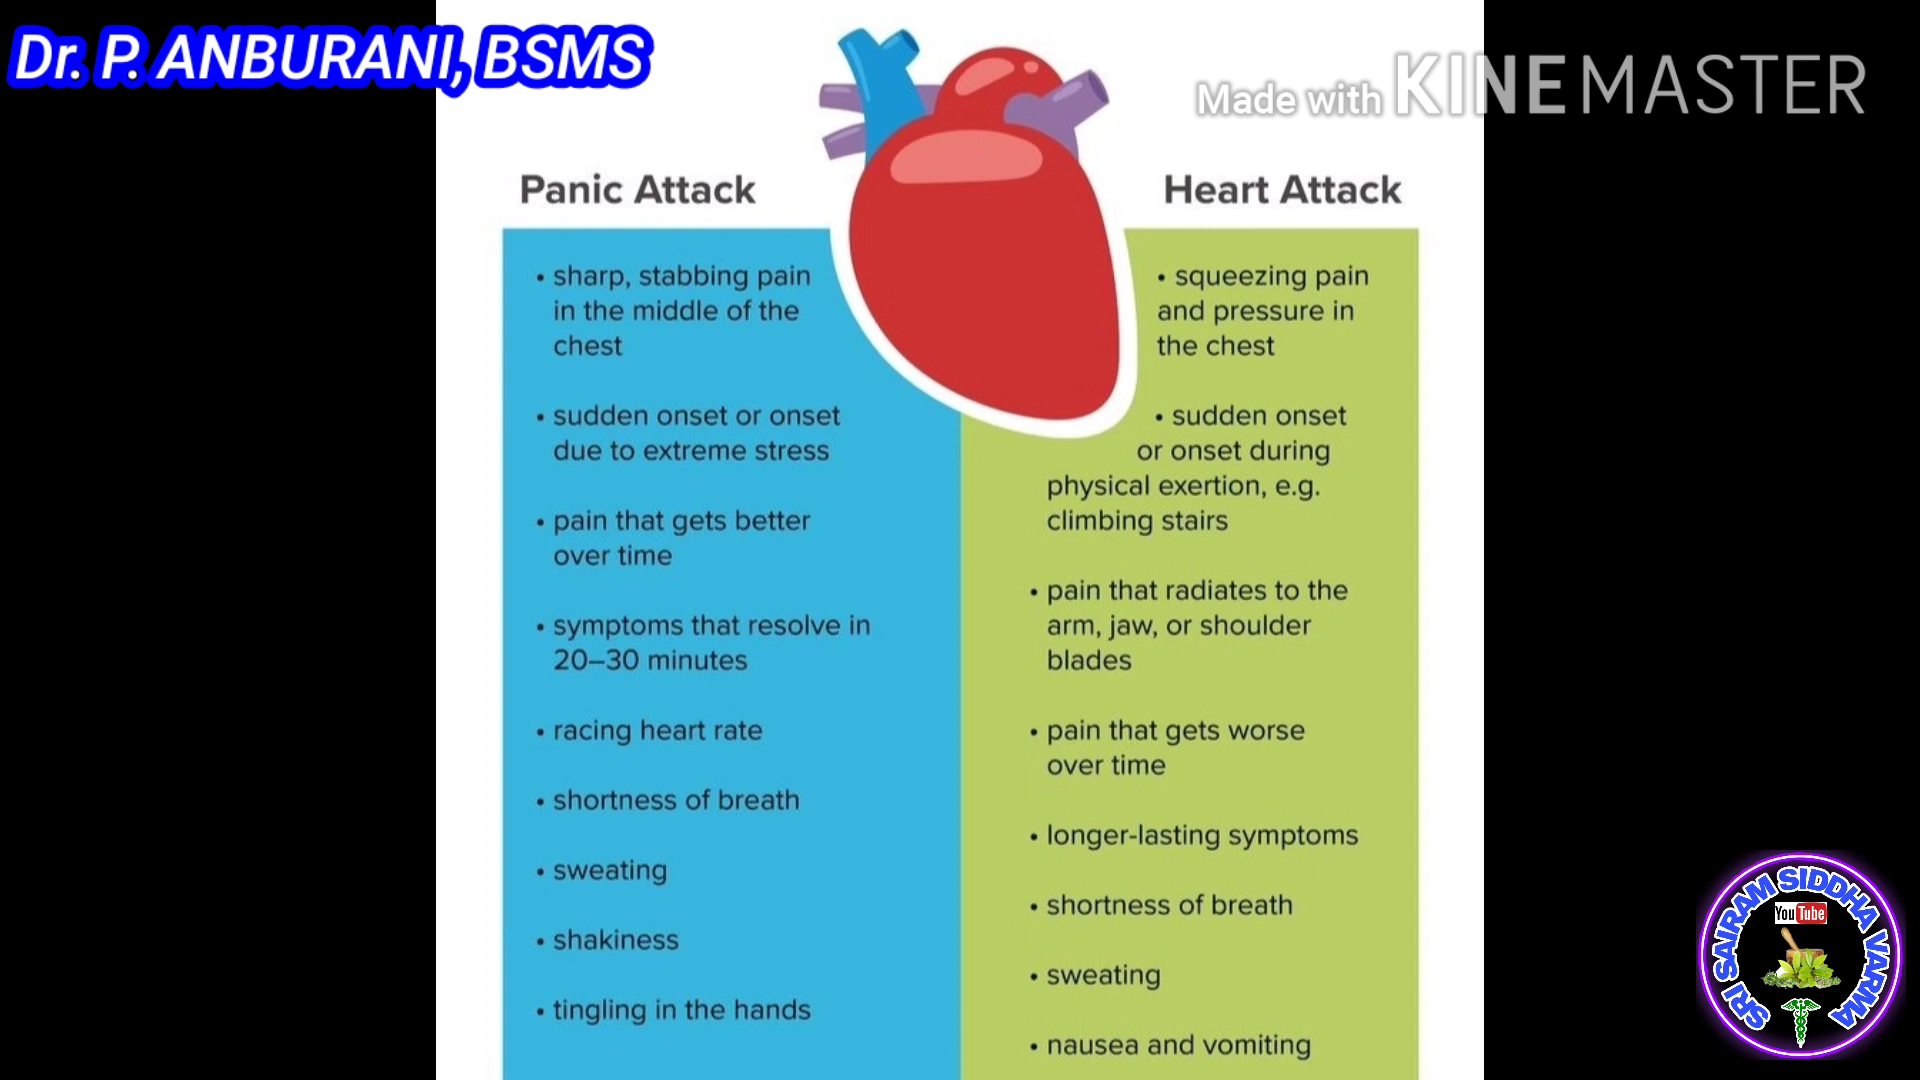 Dr. P. ANBURANI, BSMS
Made with KINEMASTER
Panic Attack
• sharp, stabbing pain
in the middle of the
chest
• sudden onset or onset
due to extreme stress
• pain that gets better
over time
• symptoms that resolve in
20–30 minutes
• racing heart rate
• shortness of breath
• sweating
• shakiness
• tingling in the hands
Heart Attack
• squeezing pain
and pressure in
the chest
• sudden onset
or onset during
physical exertion, e.g.
climbing stairs
• pain that radiates to the
arm, jaw, or shoulder
blades
• pain that gets worse
over time
• longer-lasting symptoms
• shortness of breath
• sweating
• nausea and vomiting
SRI SAIRAM SIDDHA VARMA
YouTube